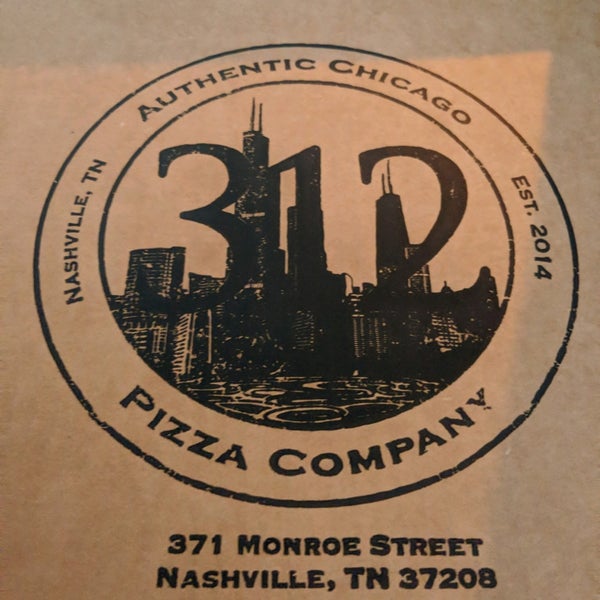 Authentic Chicago
Nashville, TN
Est. 2014
312
Pizza Company
371 Monroe Street
Nashville, TN 37208